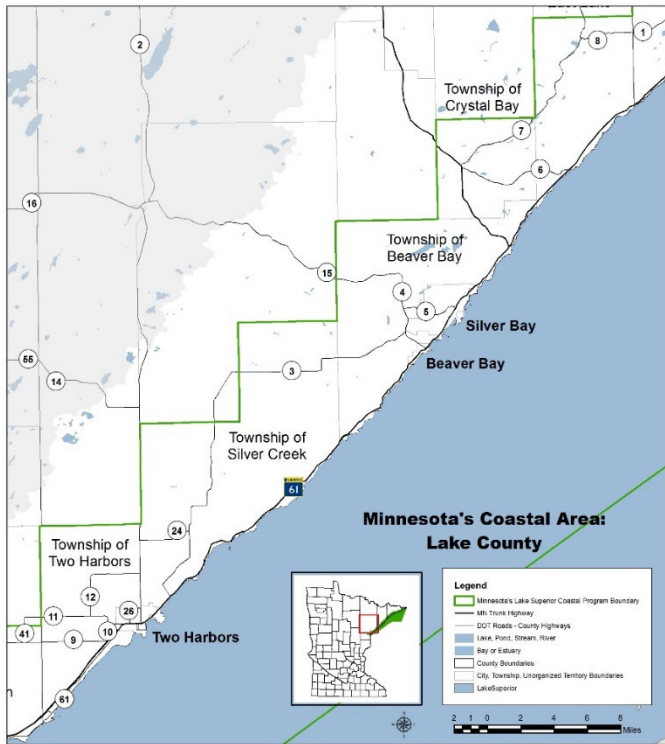 2
8
1
Township of
Crystal Bay
7
6
16
Township of
Beaver Bay
15
4
5
Silver Bay
55
14
3
Beaver Bay
Township of
Silver Creek
61
Minnesota's Coastal Area:
Lake County
24
Township of
Two Harbors
12
11
26
41
9
10
Two Harbors
61
Legend
Minnesota's Lake Superior Coastal Program Boundary
MN Trunk Highway
DOT Roads - County Highways
Lake, Pond, Stream, River
Bay or Estuary
County Boundaries
City, Township, Unorganized Territory Boundaries
LakeSuperior
2 1 0 2 4 6 8
Miles